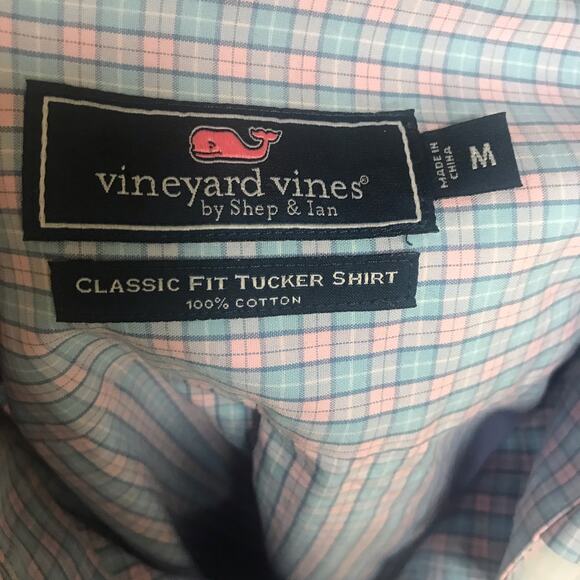 vineyard vines®
by Shep & Ian
MADE IN
CHINA
M
CLASSIC FIT TUCKER SHIRT
100% COTTON